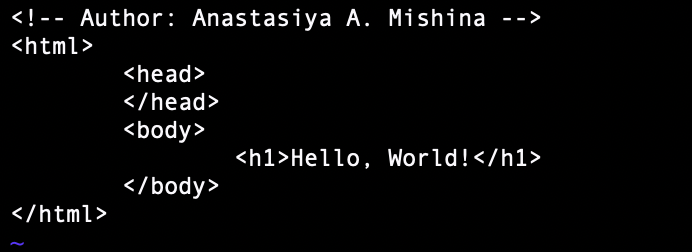 <!-- Author: Anastasiya A. Mishina -->
<html>
        <head>
        </head>
        <body>
                <h1>Hello, World!</h1>
        </body>
</html>
~